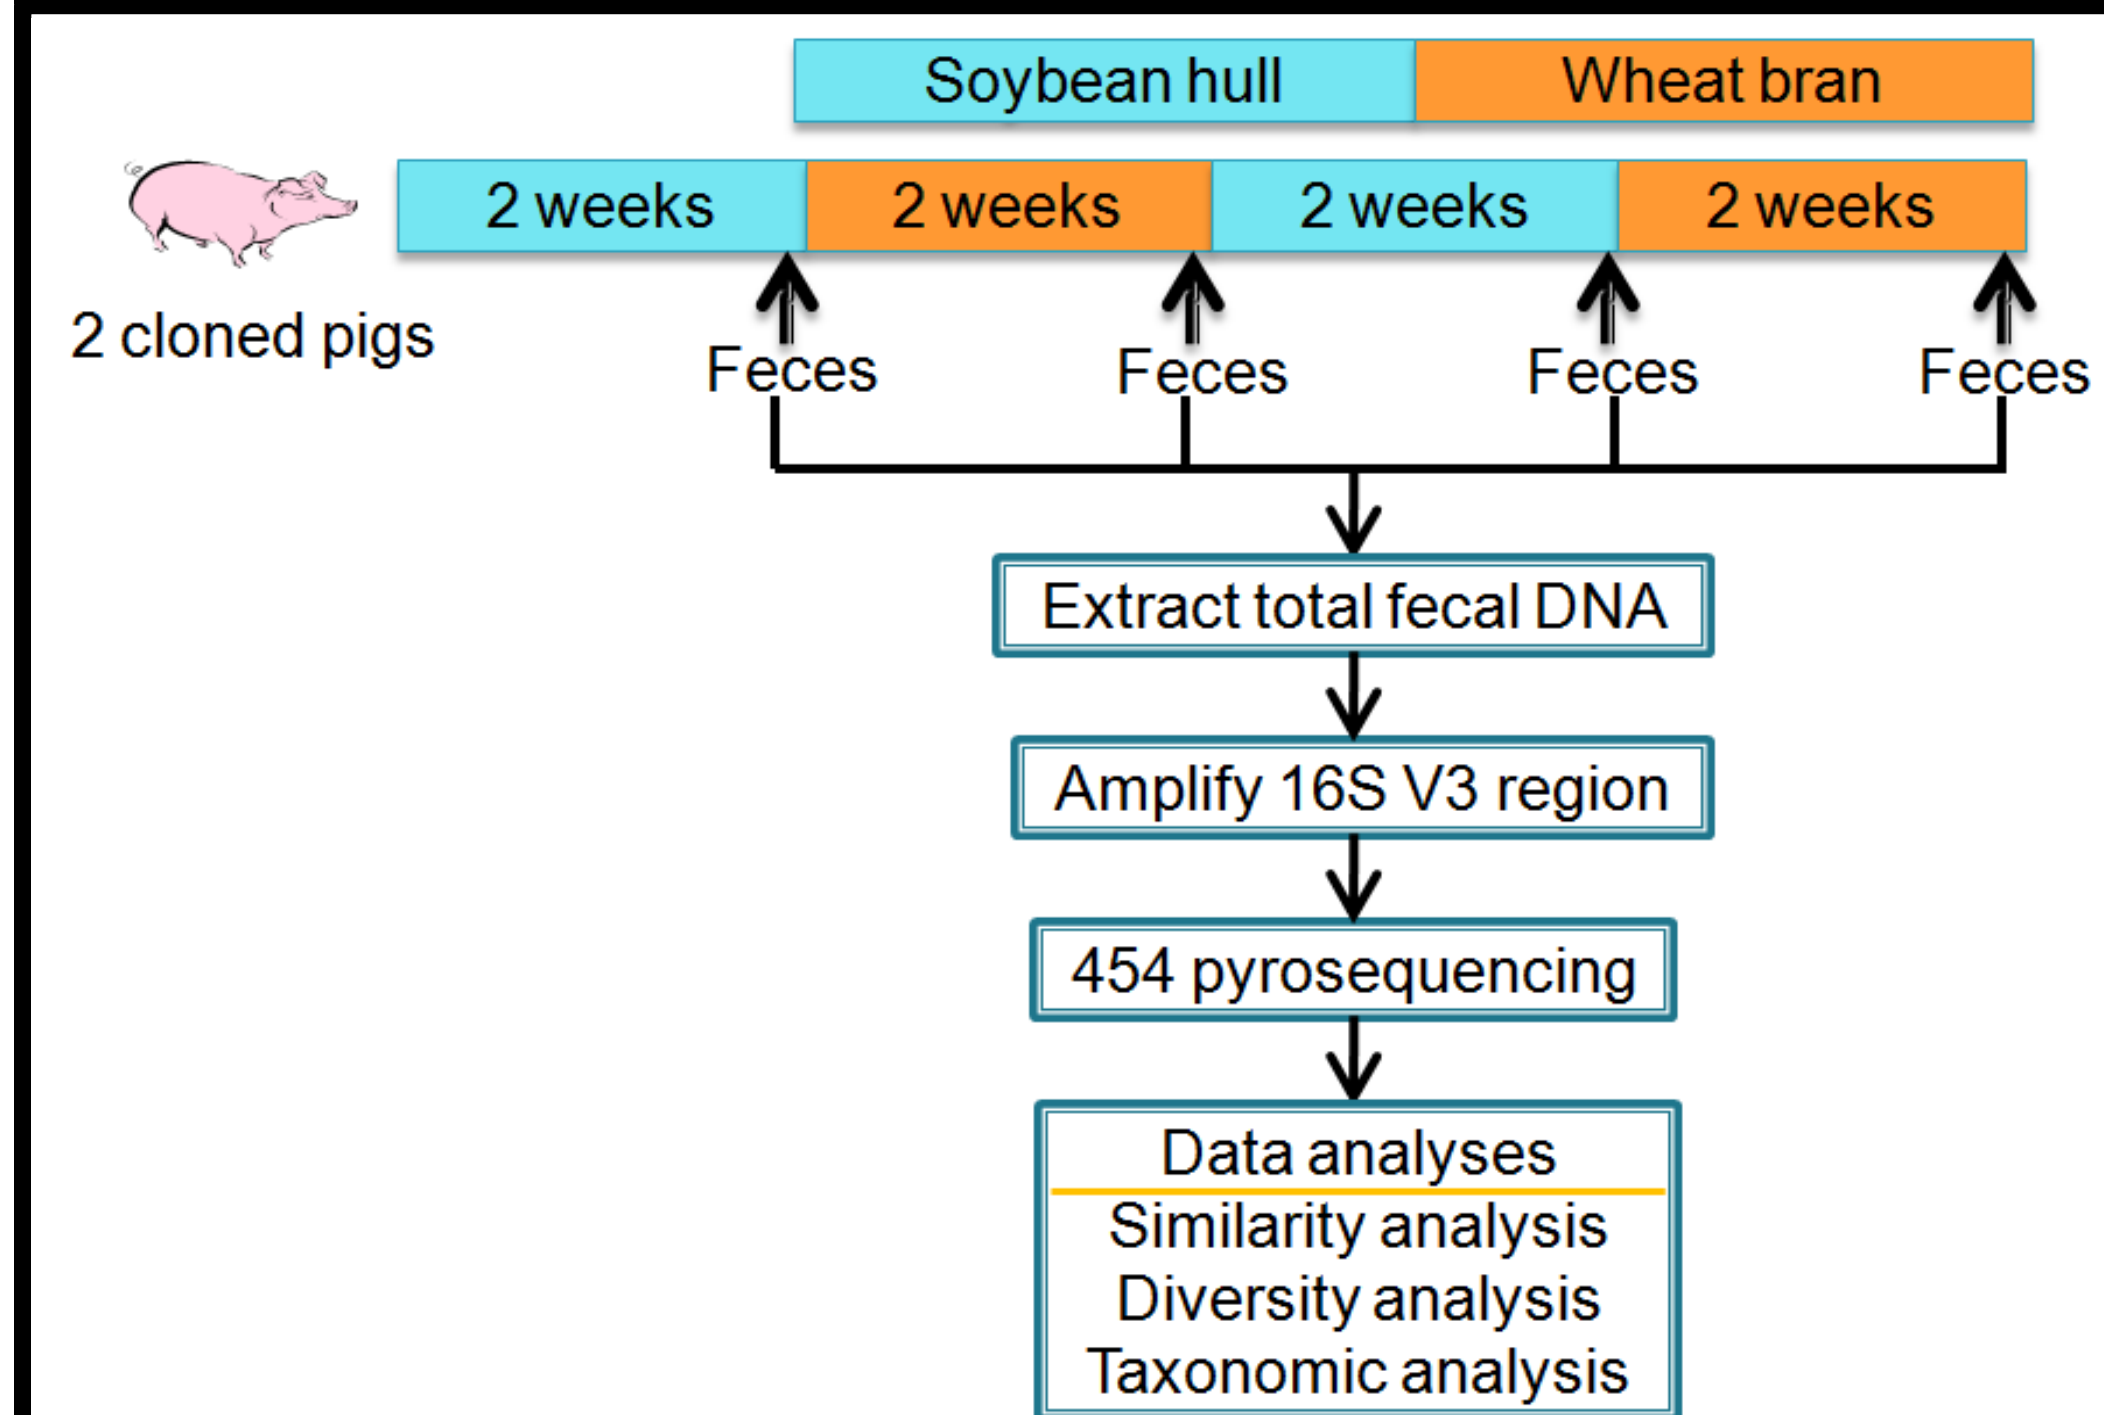 Soybean hull Wheat bran
2 weeks 2 weeks 2 weeks 2 weeks
2 cloned pigs
Feces Feces Feces Feces
Extract total fecal DNA
Amplify 16S V3 region
454 pyrosequencing
Data analyses
Similarity analysis
Diversity analysis
Taxonomic analysis